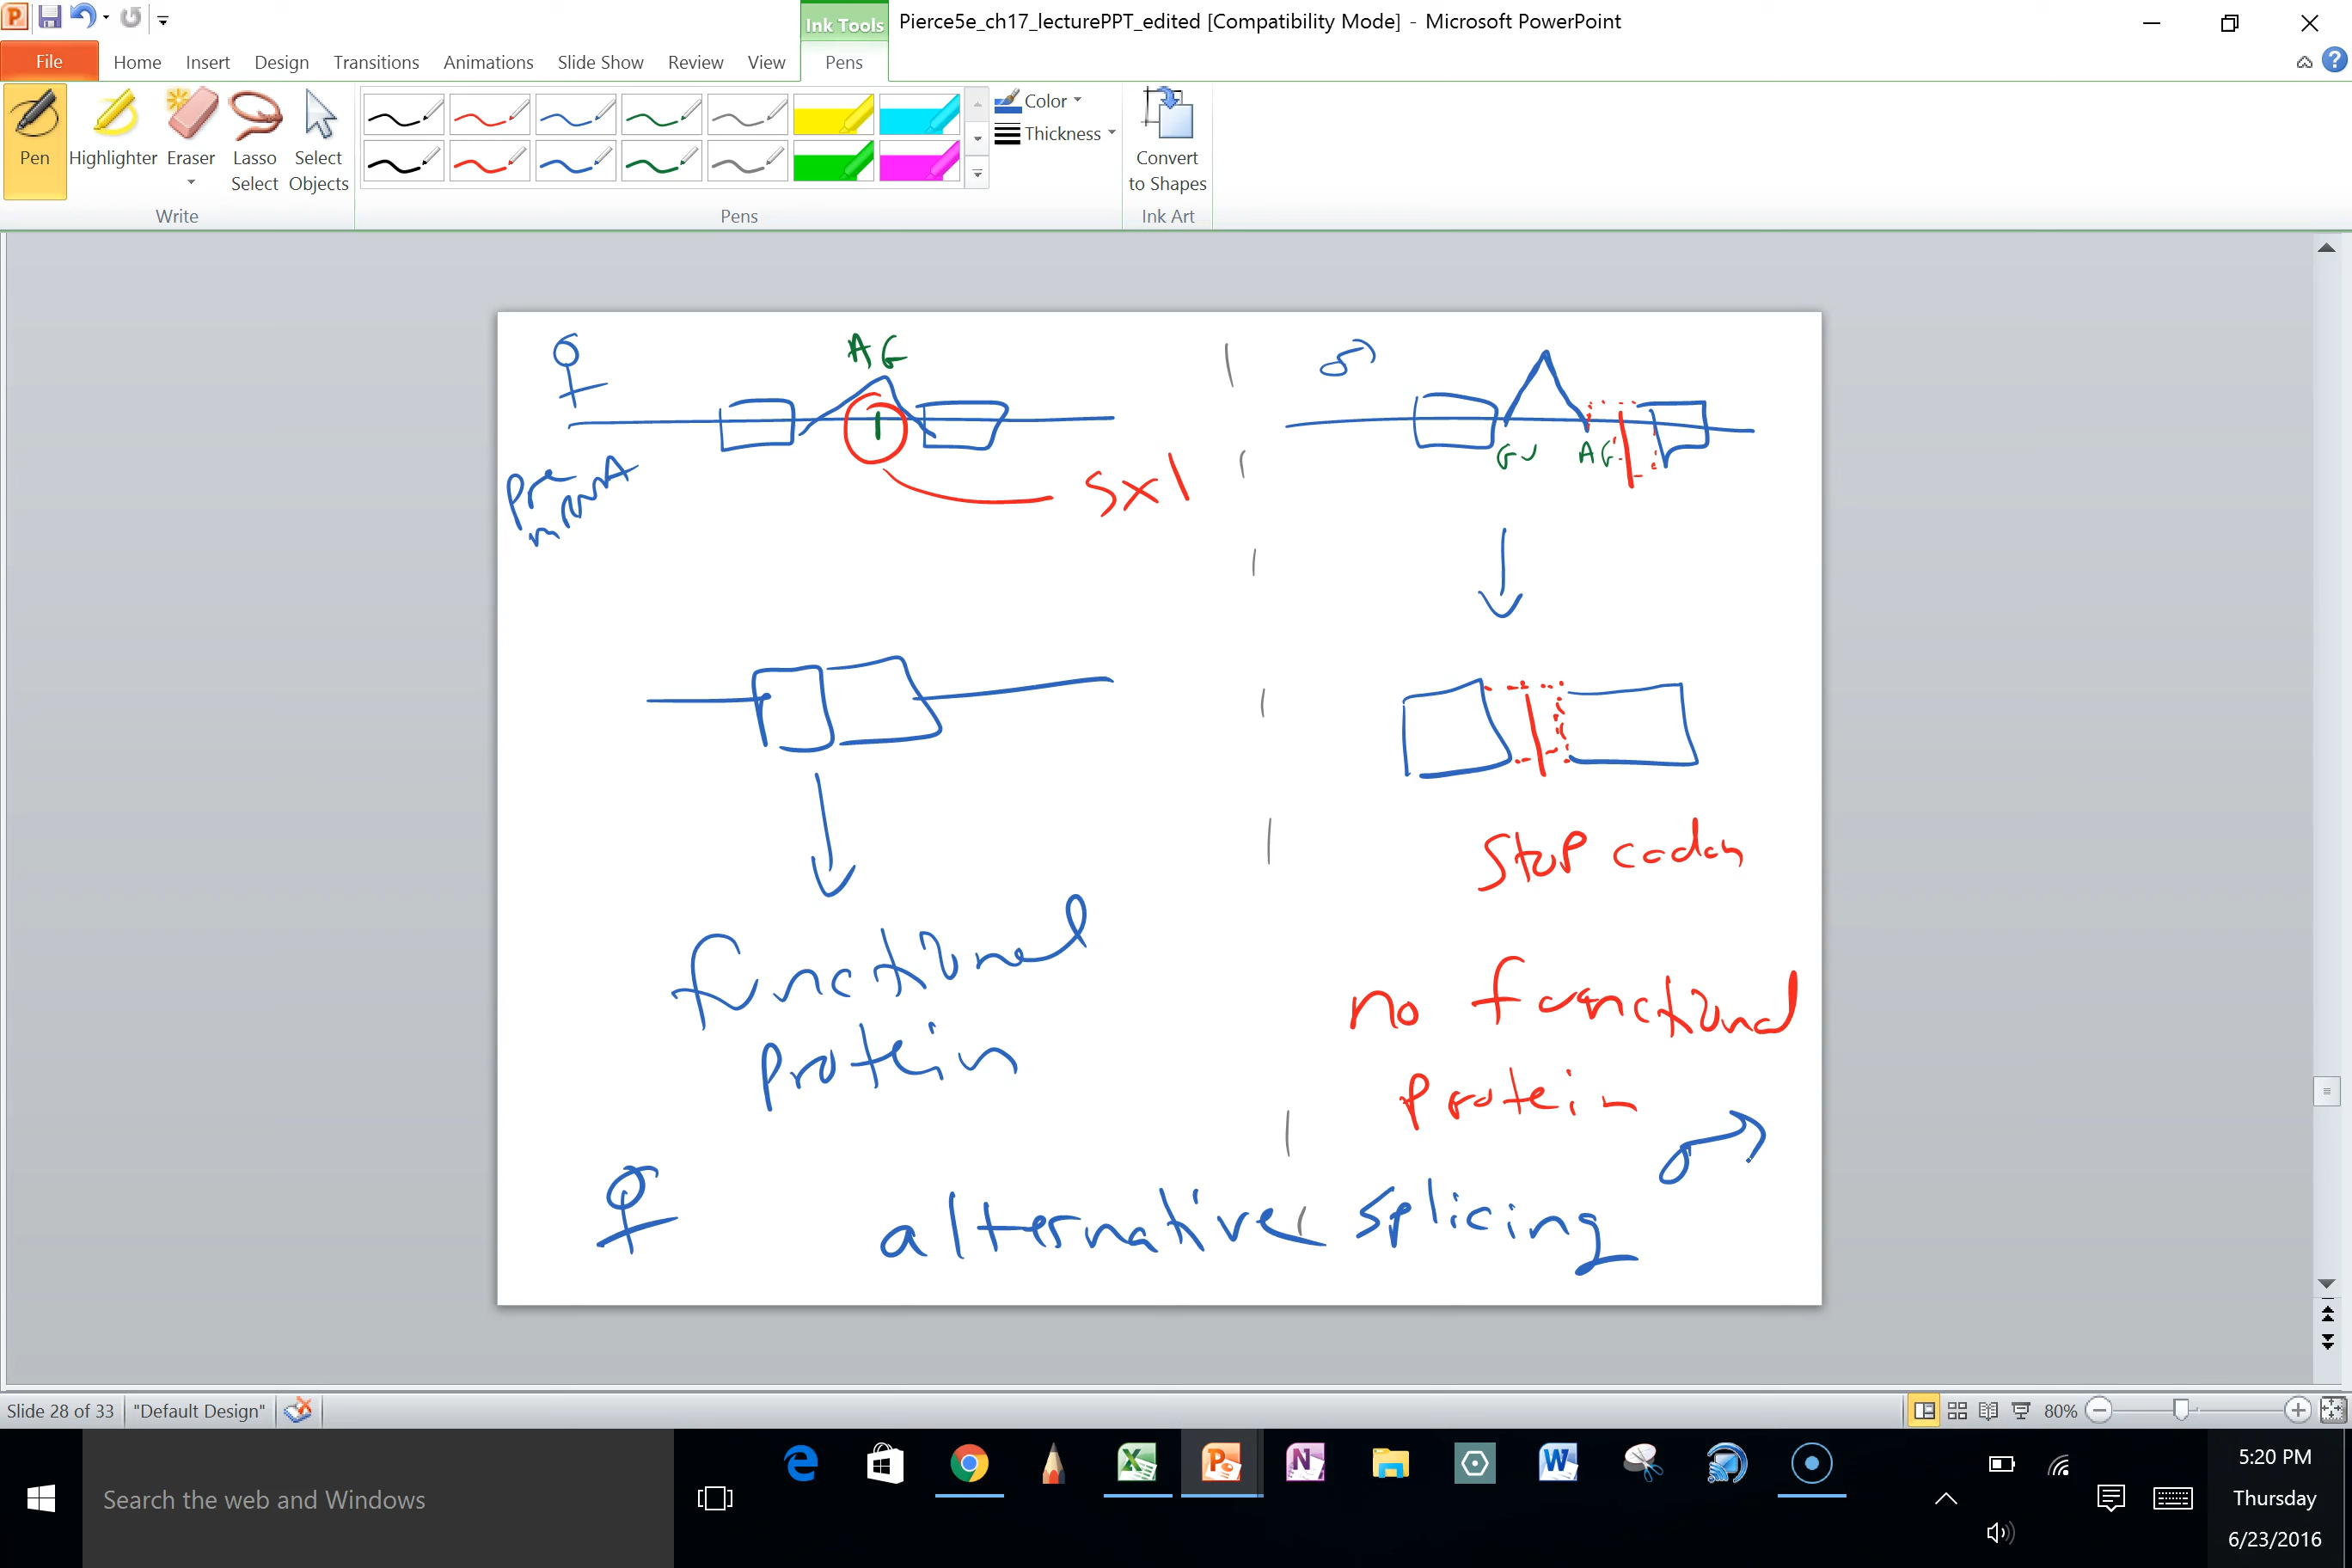 Ink Tools
Pierce5e_ch17_lecturePPT_edited [Compatibility Mode] - Microsoft PowerPoint
File Home Insert Design Transitions Animations Slide Show Review View Pens
Pen Highlighter Eraser Lasso Select Select Objects
Color
Thickness
Convert to Shapes
Write Pens Ink Art
AG
Pre mRNA
Sxl
GU AG
Stop codon
functional
protein
no functional
protein
alternative splicing
Slide 28 of 33 "Default Design" 80%
Search the web and Windows
5:20 PM
Thursday
6/23/2016